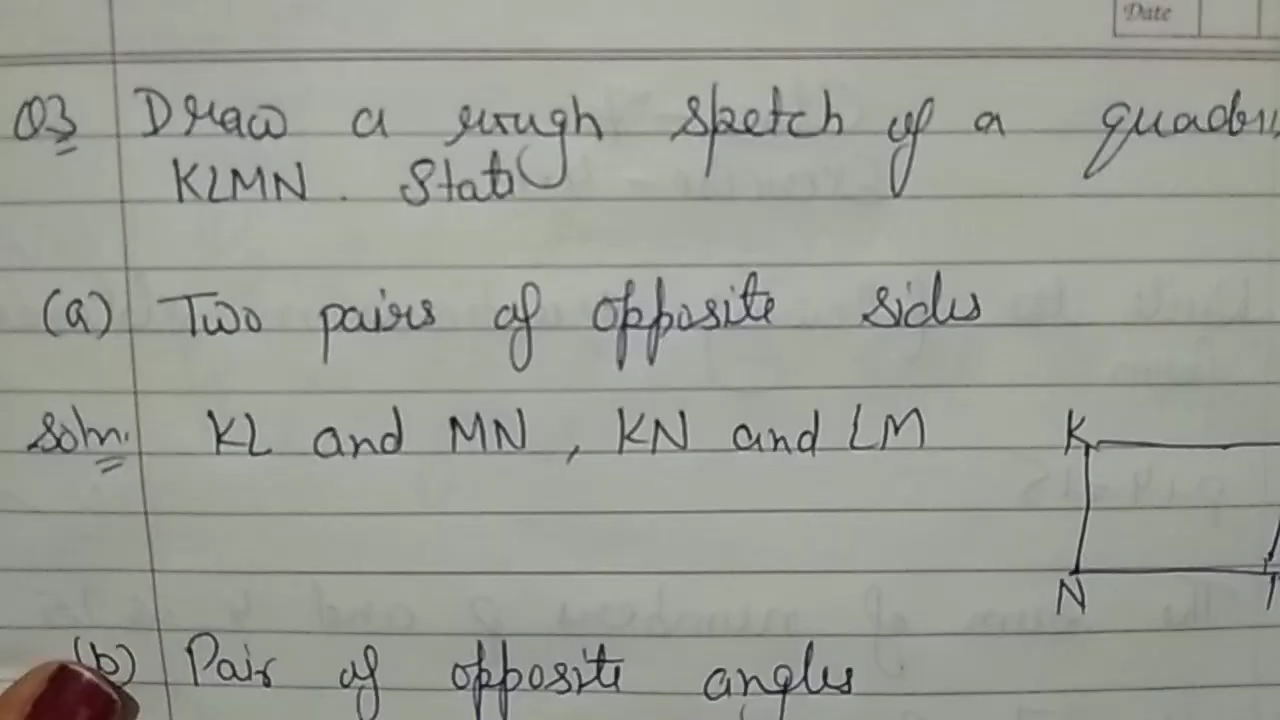 Date
Q3 Draw a rough sketch of a quadri
KLMN. State
(a) Two pairs of opposite sides
Soln. KL and MN, KN and LM
K
N
(b) Pair of opposite angles